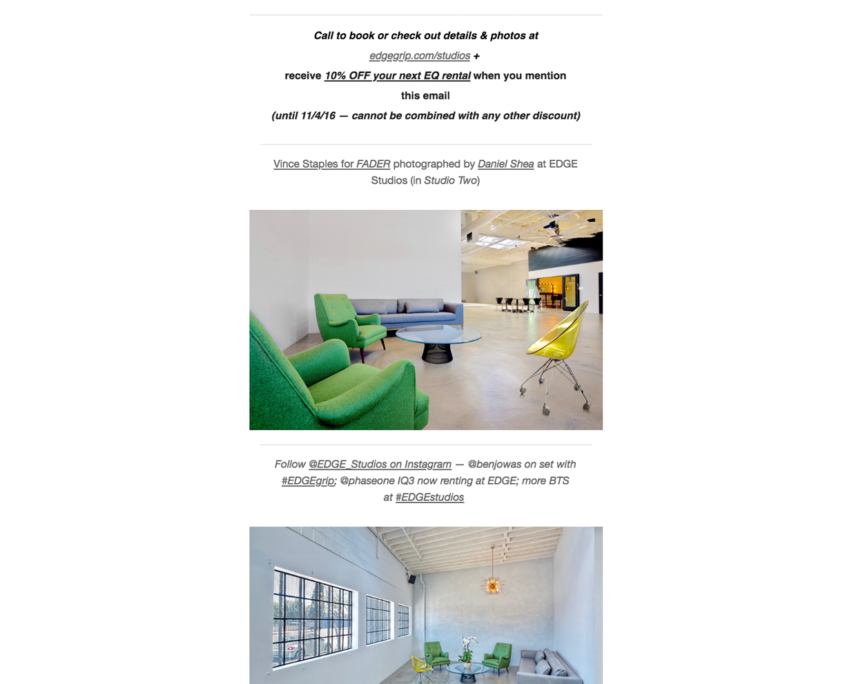 Call to book or check out details & photos at
edgegrip.com/studios +
receive 10% OFF your next EQ rental when you mention
this email
(until 11/4/16 — cannot be combined with any other discount)
Vince Staples for FADER photographed by Daniel Shea at EDGE
Studios (in Studio Two)
Follow @EDGE_Studios on Instagram — @benjowas on set with
#EDGEgrip; @phaseone IQ3 now renting at EDGE; more BTS
at #EDGEstudios